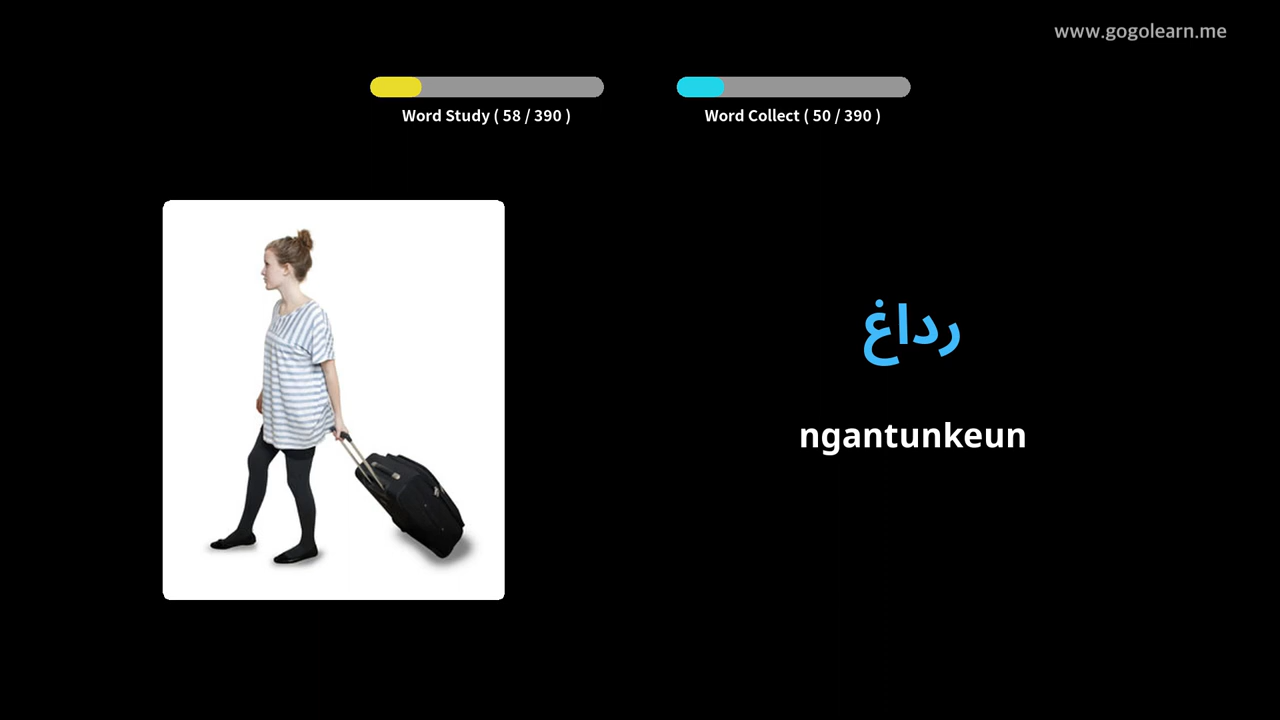 www.gogolearn.me
Word Study ( 58 / 390 )
Word Collect ( 50 / 390 )
رداغ
ngantunkeun